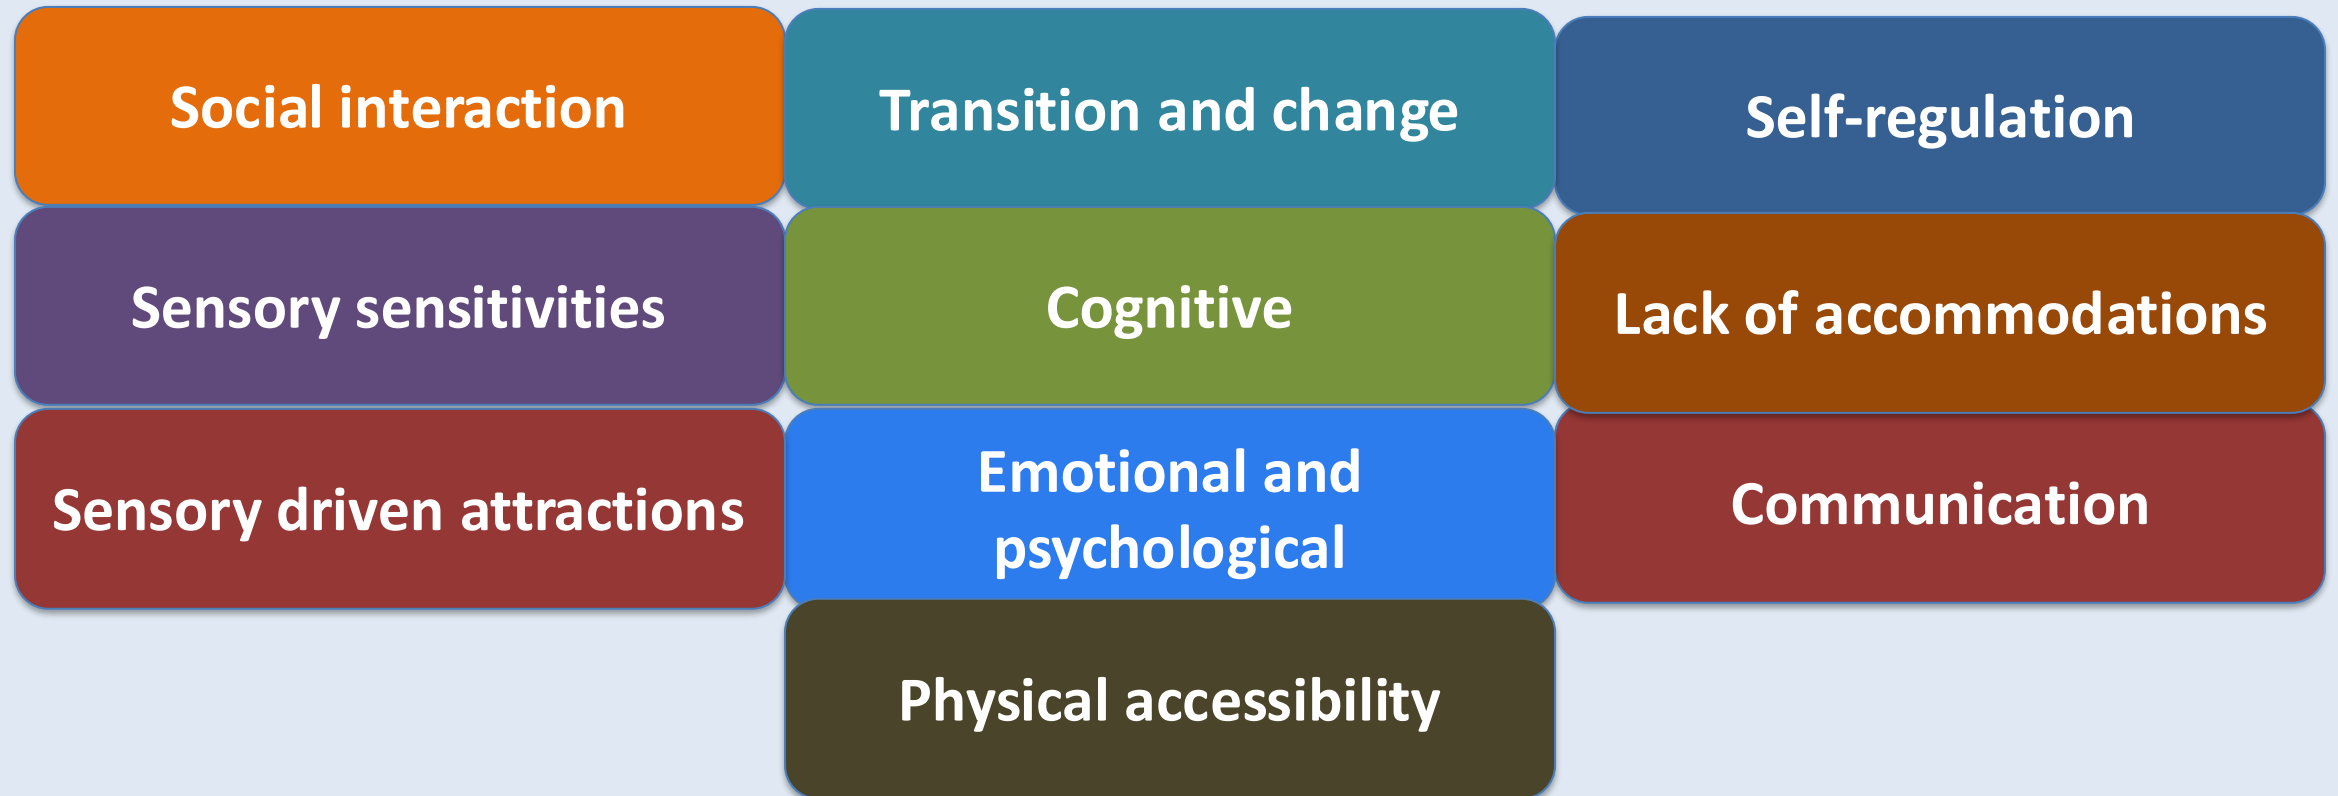 Social interaction
Transition and change
Self-regulation
Sensory sensitivities
Cognitive
Lack of accommodations
Sensory driven attractions
Emotional and
psychological
Communication
Physical accessibility